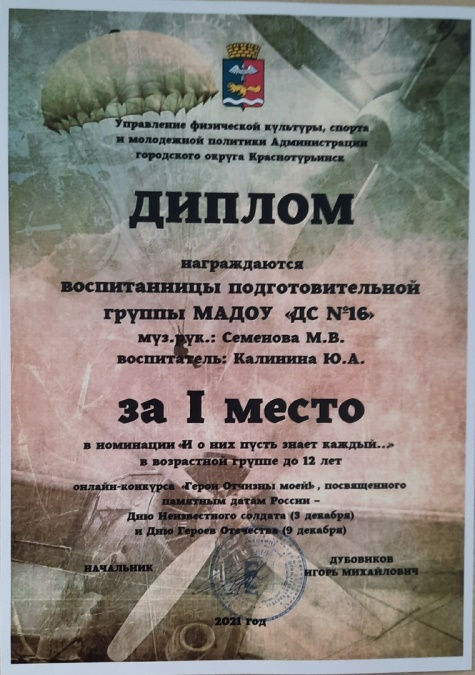 Управление физической культуры, спорта
и молодежной политики Администрации
городского округа Краснотурьинск
ДИПЛОМ
награждаются
воспитанницы подготовительной
группы МАДОУ «ДС №16»
муз.рук.: Семенова М.В.
воспитатель: Калинина Ю.А.
за I место
в номинации «И о них пусть знает каждый...»
в возрастной группе до 12 лет
онлайн-конкурса «Герои Отчизны моей!», посвященного
памятным датам России –
Дню Неизвестного солдата (3 декабря)
и Дню Героев Отечества (9 декабря)
НАЧАЛЬНИК
ДУБОВИКОВ
ИГОРЬ МИХАЙЛОВИЧ
2021 год